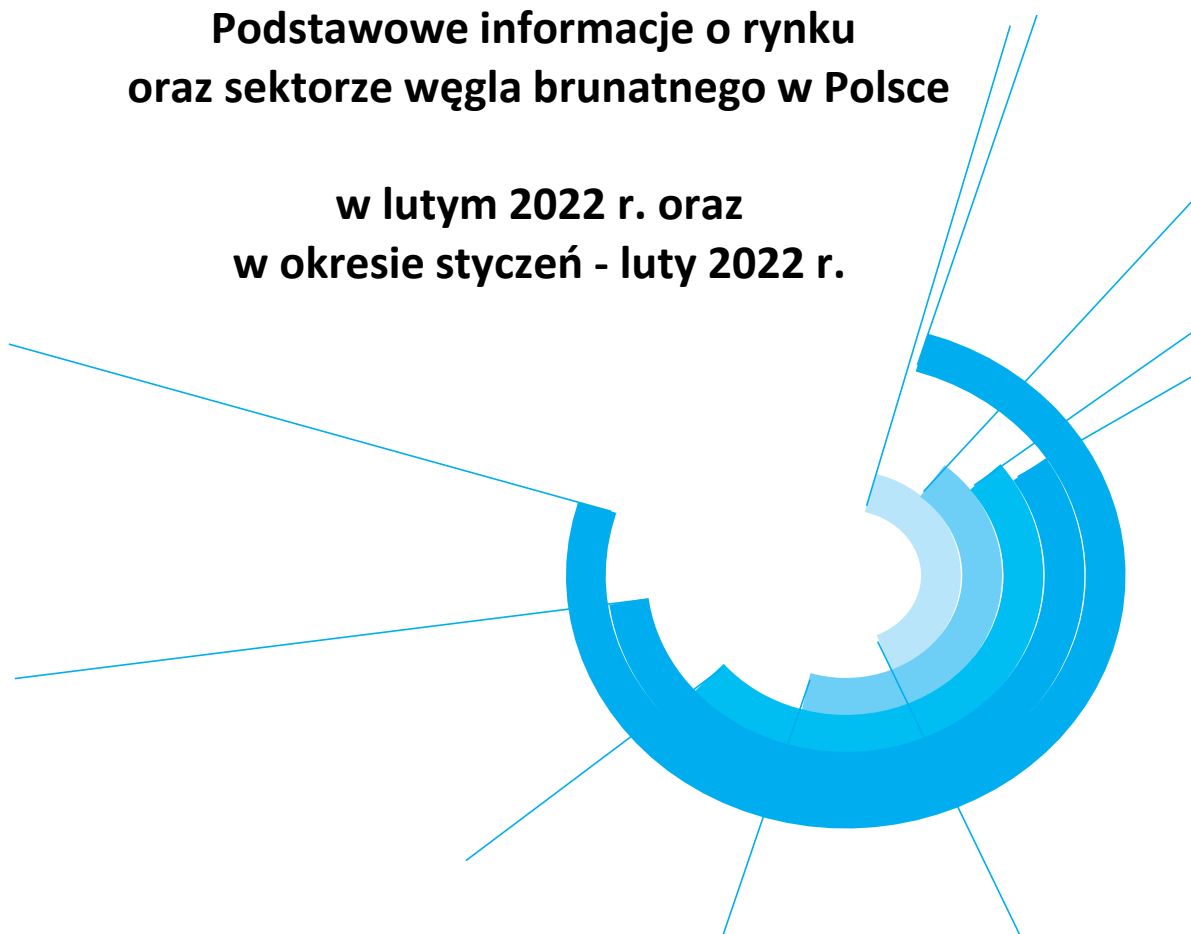 Podstawowe informacje o rynku
oraz sektorze węgla brunatnego w Polsce
w lutym 2022 r. oraz
w okresie styczeń - luty 2022 r.